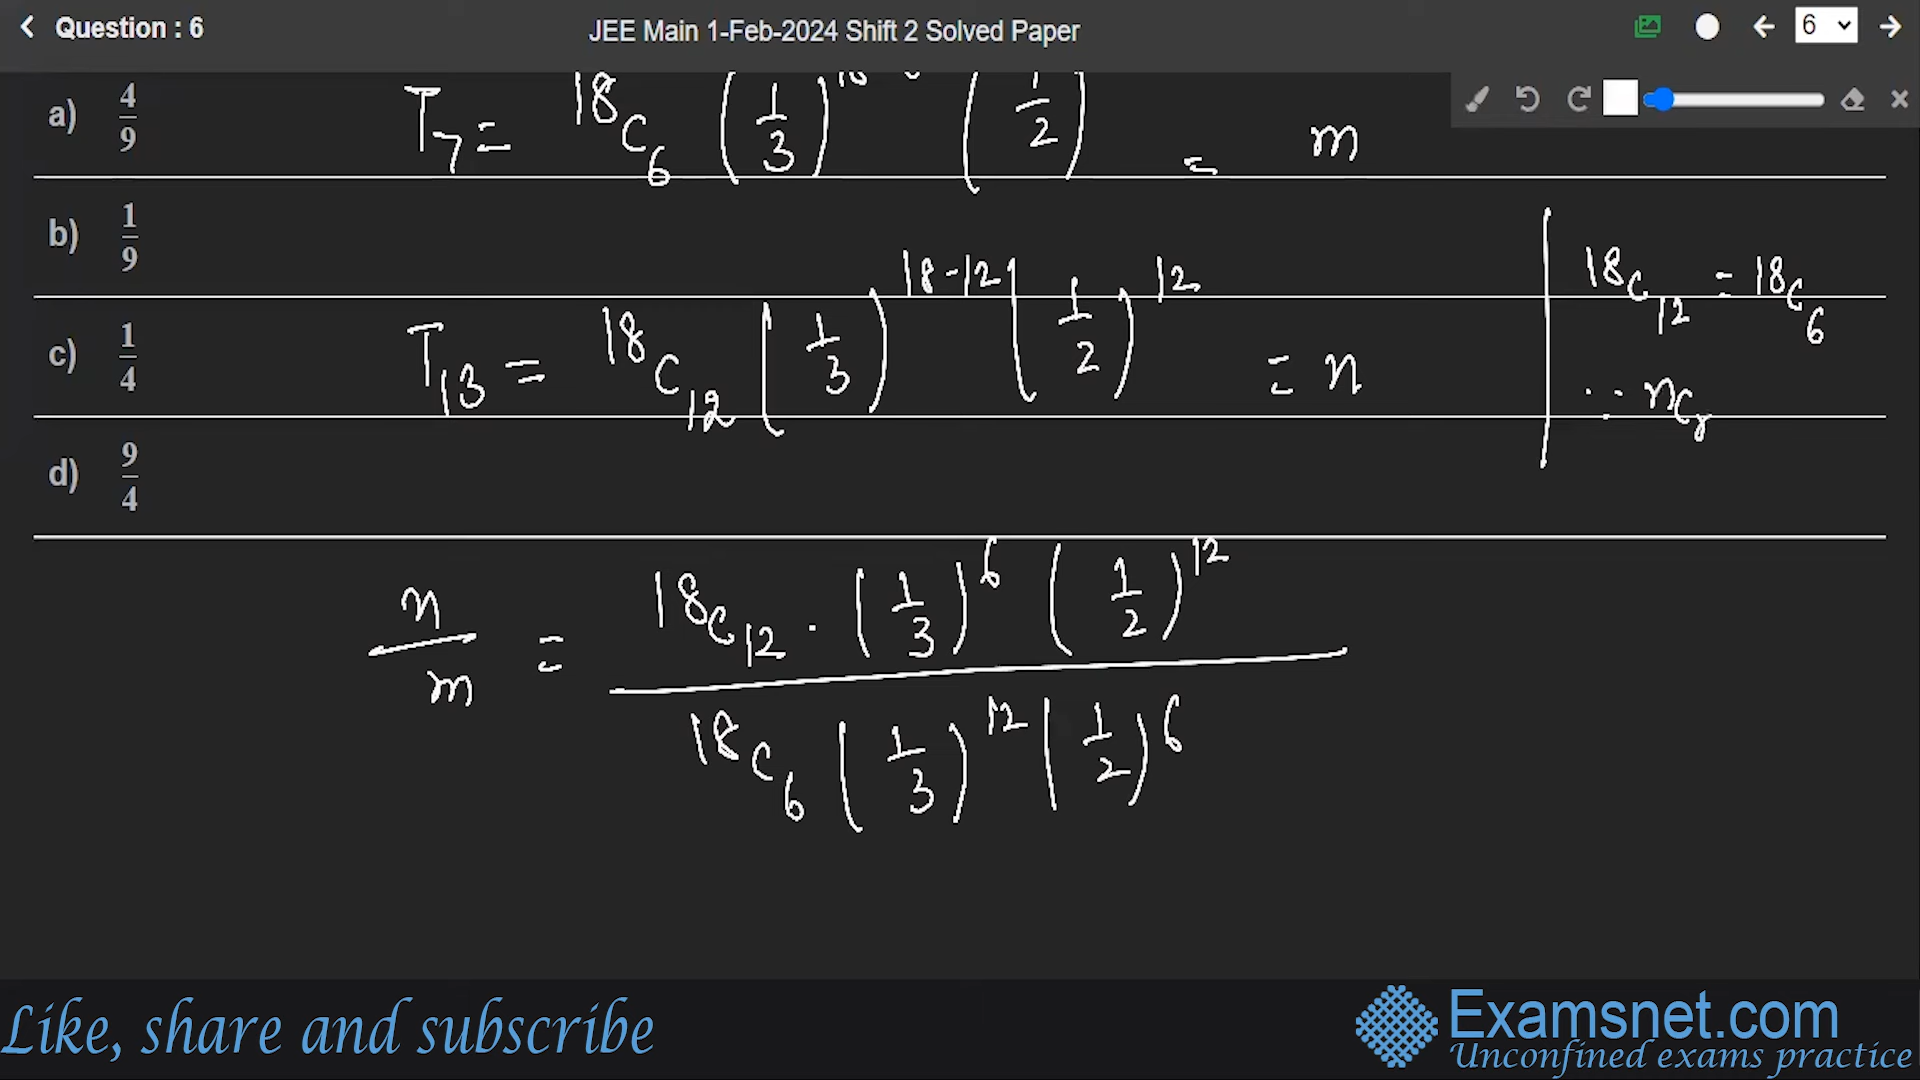 Question : 6
JEE Main 1-Feb-2024 Shift 2 Solved Paper
6
a) 4/9
T₇ = ¹⁸C₆ (1/3) (1/2) = m
b) 1/9
¹⁸C₁₂ = ¹⁸C₆
c) 1/4
T₁₃ = ¹⁸C₁₂ (1/3)¹⁸⁻¹² (1/2)¹² = n
∵ nCr
d) 9/4
n/m = ¹⁸C₁₂ · (1/3)⁶ (1/2)¹² / ¹⁸C₆ (1/3)¹² (1/2)⁶
Like, share and subscribe
Examsnet.com
Unconfined exams practice